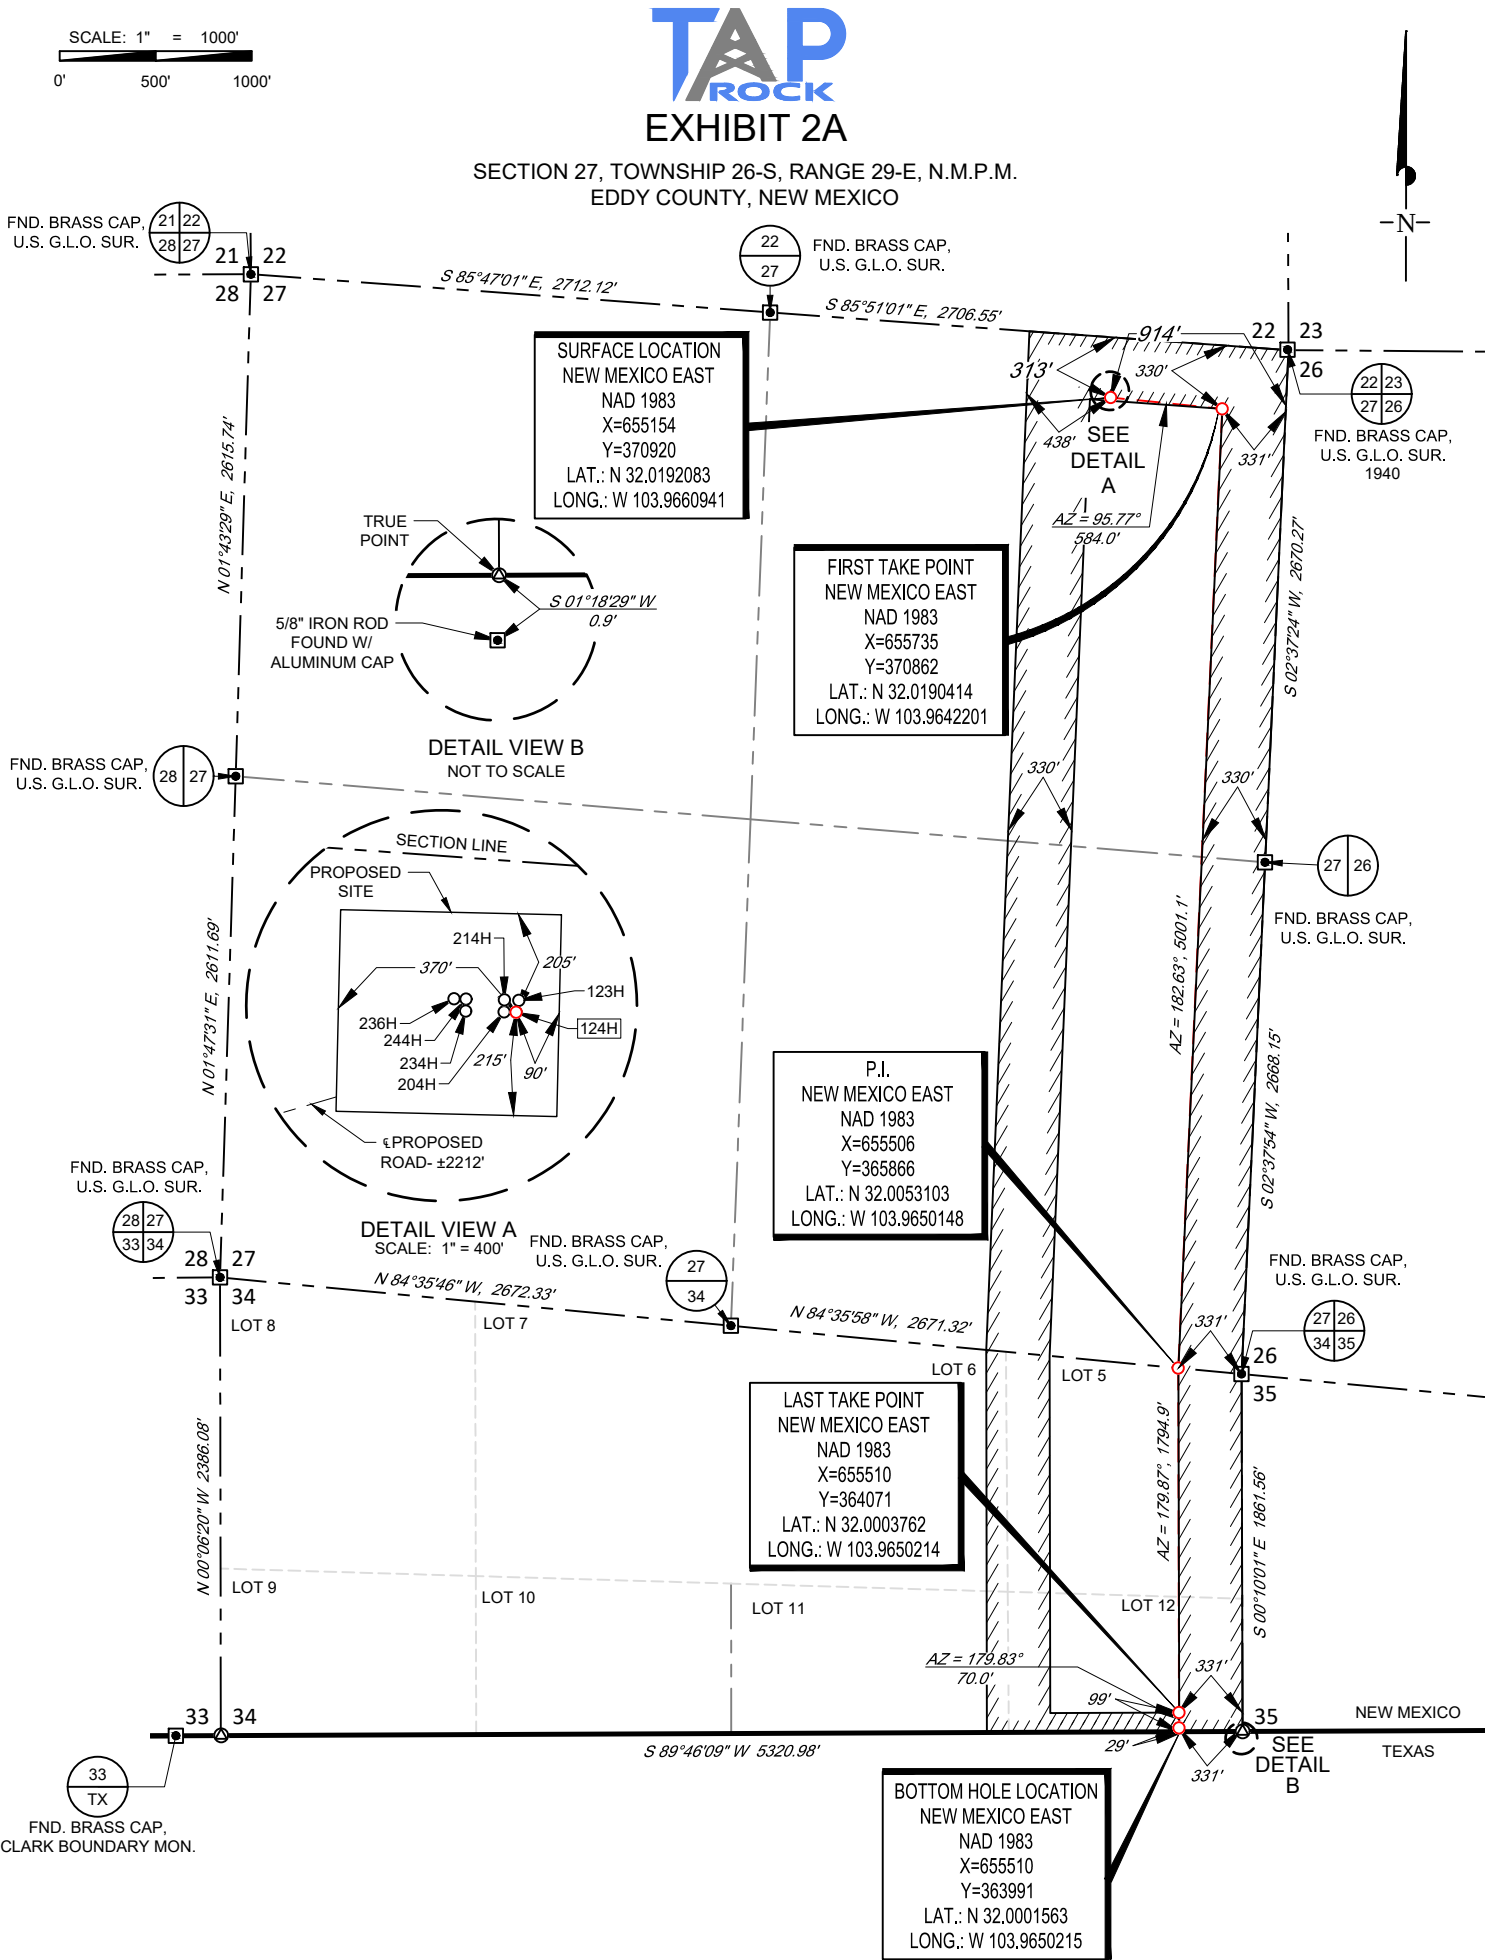 SCALE: 1" = 1000'
0' 500' 1000'
TAP
ROCK
EXHIBIT 2A
SECTION 27, TOWNSHIP 26-S, RANGE 29-E, N.M.P.M.
EDDY COUNTY, NEW MEXICO
N
FND. BRASS CAP,
U.S. G.L.O. SUR.
21 22
28 27
21 22
28 27
S 85°47'01" E, 2712.12'
22
27
FND. BRASS CAP,
U.S. G.L.O. SUR.
S 85°51'01" E, 2706.55'
22 23
26
22 23
27 26
FND. BRASS CAP,
U.S. G.L.O. SUR.
1940
SURFACE LOCATION
NEW MEXICO EAST
NAD 1983
X=655154
Y=370920
LAT.: N 32.0192083
LONG.: W 103.9660941
914'
313'
330'
438'
331'
SEE
DETAIL
A
AZ = 95.77°
584.0'
N 01°43'29" E, 2615.74'
TRUE
POINT
S 01°18'29" W
0.9'
5/8" IRON ROD
FOUND W/
ALUMINUM CAP
DETAIL VIEW B
NOT TO SCALE
FIRST TAKE POINT
NEW MEXICO EAST
NAD 1983
X=655735
Y=370862
LAT.: N 32.0190414
LONG.: W 103.9642201
S 02°37'24" W, 2670.27'
FND. BRASS CAP,
U.S. G.L.O. SUR.
28 27
330'
330'
27 26
FND. BRASS CAP,
U.S. G.L.O. SUR.
SECTION LINE
PROPOSED
SITE
214H
370'
205'
123H
236H
244H
124H
234H
204H
215'
90'
℄PROPOSED
ROAD- ±2212'
DETAIL VIEW A
SCALE: 1" = 400'
N 01°47'31" E, 2611.69'
AZ = 182.63°, 5001.1'
S 02°37'54" W, 2668.15'
P.I.
NEW MEXICO EAST
NAD 1983
X=655506
Y=365866
LAT.: N 32.0053103
LONG.: W 103.9650148
FND. BRASS CAP,
U.S. G.L.O. SUR.
28 27
33 34
28 27
33 34
N 84°35'46" W, 2672.33'
FND. BRASS CAP,
U.S. G.L.O. SUR.
27
34
N 84°35'58" W, 2671.32'
331'
FND. BRASS CAP,
U.S. G.L.O. SUR.
27 26
34 35
26
35
LOT 8
LOT 7
LOT 6
LOT 5
LAST TAKE POINT
NEW MEXICO EAST
NAD 1983
X=655510
Y=364071
LAT.: N 32.0003762
LONG.: W 103.9650214
N 00°06'20" W 2386.08'
AZ = 179.87°, 1794.9'
S 00°10'01" E 1861.56'
LOT 9
LOT 10
LOT 11
LOT 12
AZ = 179.83°
70.0'
99'
331'
29'
331'
33 34
35
NEW MEXICO
TEXAS
SEE
DETAIL
B
S 89°46'09" W 5320.98'
33
TX
FND. BRASS CAP,
CLARK BOUNDARY MON.
BOTTOM HOLE LOCATION
NEW MEXICO EAST
NAD 1983
X=655510
Y=363991
LAT.: N 32.0001563
LONG.: W 103.9650215